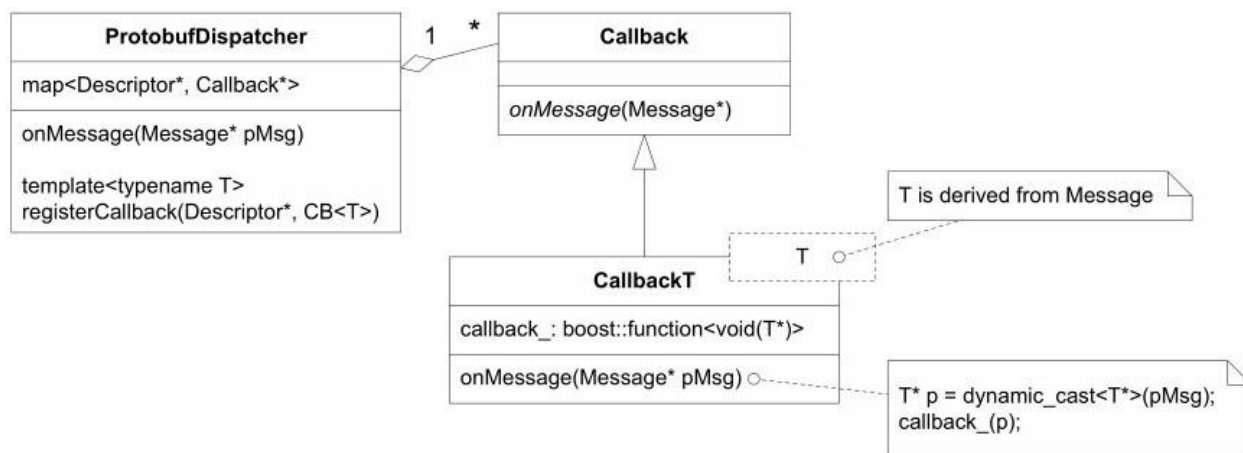 ProtobufDispatcher
map<Descriptor*, Callback*>
onMessage(Message* pMsg)
template<typename T>
registerCallback(Descriptor*, CB<T>)
1
*
Callback
onMessage(Message*)
T is derived from Message
T
CallbackT
callback_: boost::function<void(T*)>
onMessage(Message* pMsg)
T* p = dynamic_cast<T*>(pMsg);
callback_(p);